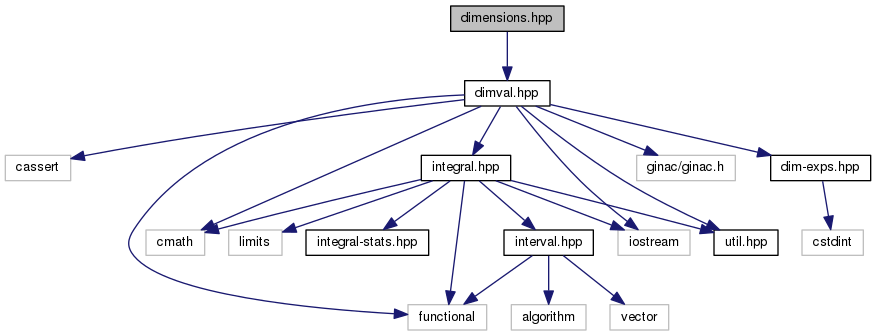 dimensions.hpp
dimval.hpp
cassert
integral.hpp
ginac/ginac.h
dim-exps.hpp
cmath
limits
integral-stats.hpp
interval.hpp
iostream
util.hpp
cstdint
functional
algorithm
vector